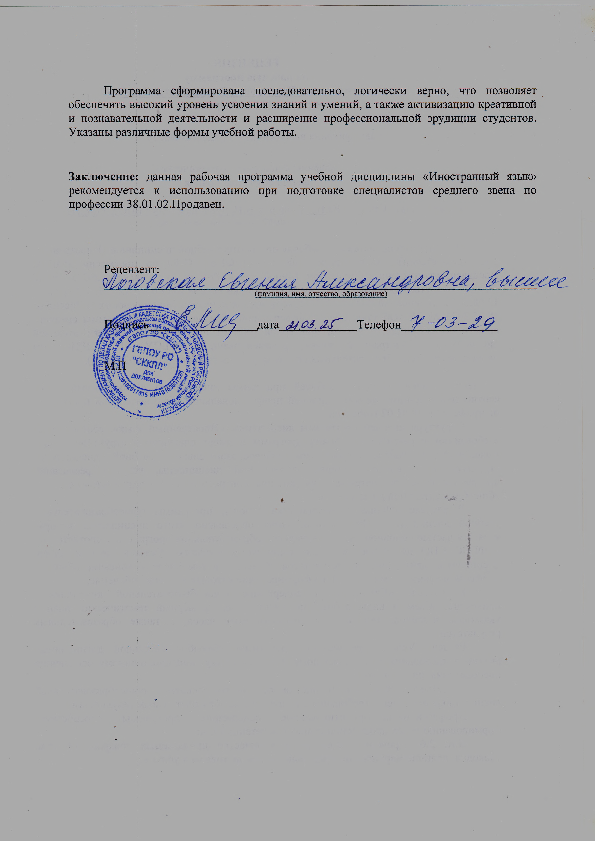 Программа сформирована последовательно, логически верно, что позволяет
обеспечить высокий уровень усвоения знаний и умений, а также активизацию креативной
и познавательной деятельности и расширение профессиональной эрудиции студентов.
Указаны различные формы учебной работы.
Заключение: данная рабочая программа учебной дисциплины «Иностранный язык»
рекомендуется к использованию при подготовке специалистов среднего звена по
профессии 38.01.02.Продавец.
Рецензент:
Евгения Александровна, высшее
(фамилия, имя, отчество, образование)
Подпись дата 21.03.25 Телефон 7-03-29
МП
ГБПОУ РО
"СККПД"
ДЛЯ
ДОКУМЕНТОВ